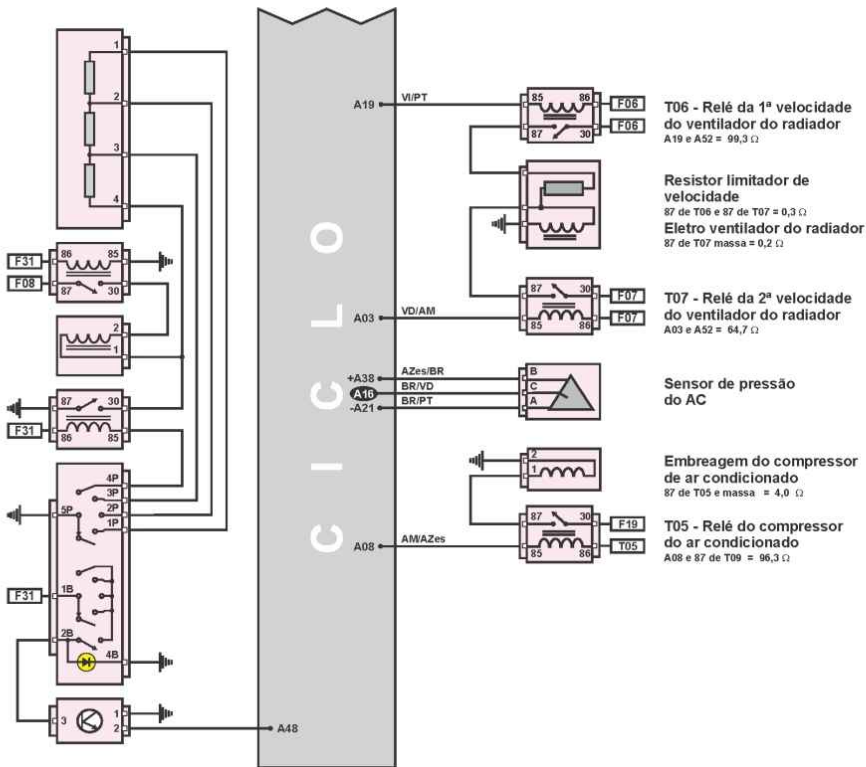 1
2
3
4
F31
F08
86
85
87
30
2
1
F31
87
30
86
85
4P
3P
5P
2P
1P
F31
1B
2B
4B
3
1
2
A48
CICLO
A19
VI/PT
85
86
87
30
F06
F06
T06 - Relé da 1ª velocidade
do ventilador do radiador
A19 e A52 = 99,3 Ω
Resistor limitador de
velocidade
87 de T06 e 87 de T07 = 0,3 Ω
Eletro ventilador do radiador
87 de T07 massa = 0,2 Ω
A03
VD/AM
87
30
85
86
F07
F07
T07 - Relé da 2ª velocidade
do ventilador do radiador
A03 e A52 = 64,7 Ω
+A38
AZes/BR
B
A16
BR/VD
C
-A21
BR/PT
A
Sensor de pressão
do AC
2
1
Embreagem do compressor
de ar condicionado
87 de T05 e massa = 4,0 Ω
A08
AM/AZes
87
30
85
86
F19
T05
T05 - Relé do compressor
do ar condicionado
A08 e 87 de T09 = 96,3 Ω